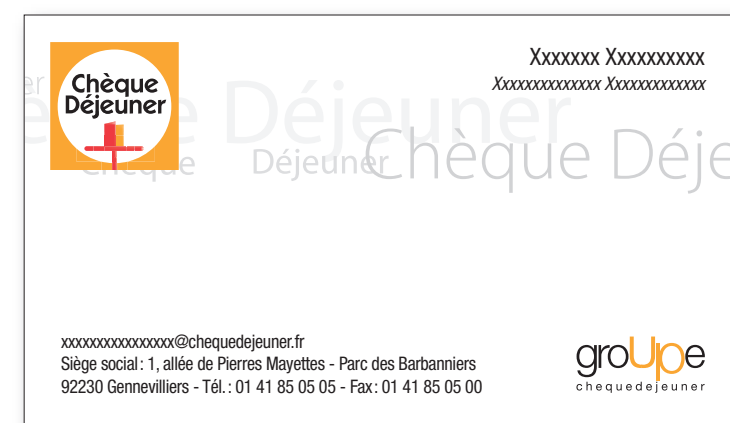 Xxxxxxx Xxxxxxxxxx
Xxxxxxxxxxxxx Xxxxxxxxxxxx
Chèque
Déjeuner
er
Déjeuner
Chèque
Déjeuner
Chèque Déje
xxxxxxxxxxxxxxxx@chequedejeuner.fr
Siège social : 1, allée de Pierres Mayettes - Parc des Barbanniers
92230 Gennevilliers - Tél. : 01 41 85 05 05 - Fax : 01 41 85 05 00
groUpe
chequedejeuner